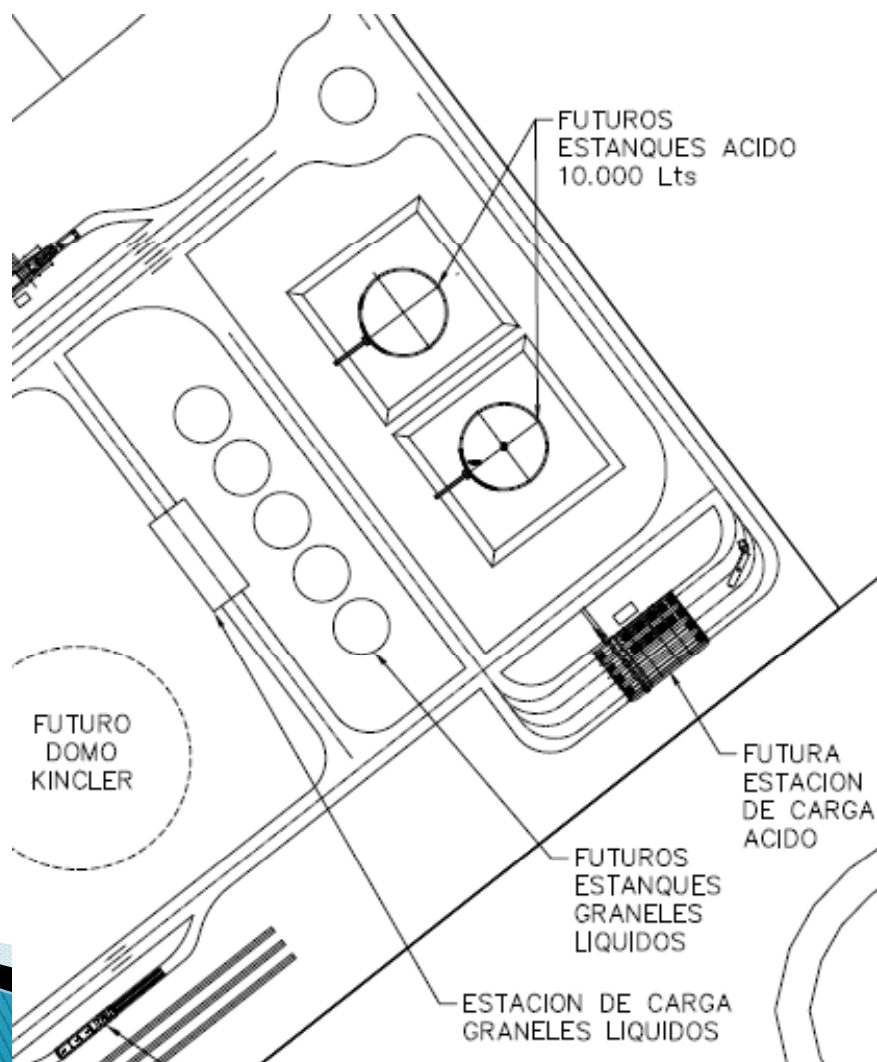 FUTUROS
ESTANQUES ACIDO
10.000 Lts
FUTURO
DOMO
KINCLER
FUTURA
ESTACION
DE CARGA
ACIDO
FUTUROS
ESTANQUES
GRANELES
LIQUIDOS
ESTACION DE CARGA
GRANELES LIQUIDOS